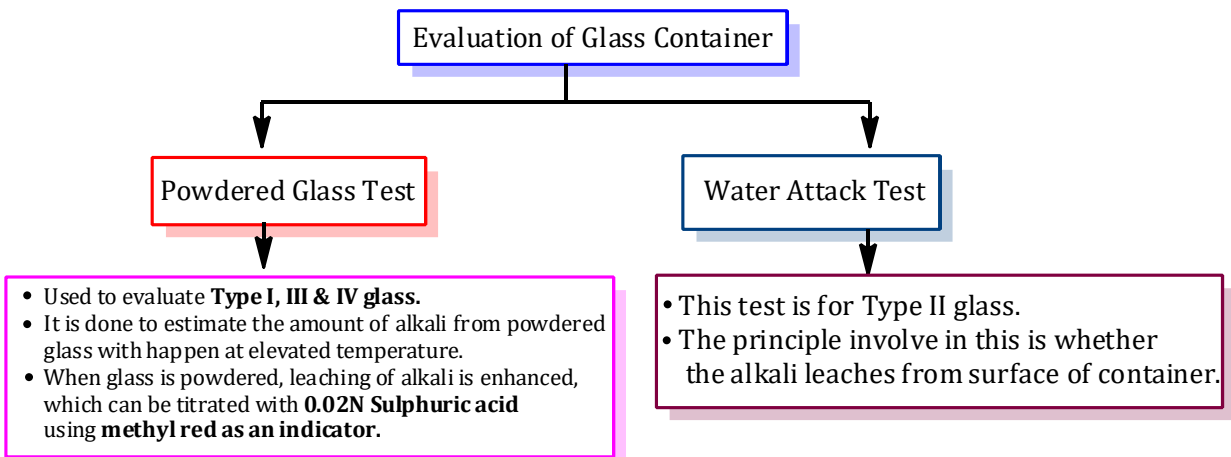 Evaluation of Glass Container
Powdered Glass Test
Water Attack Test
• Used to evaluate Type I, III & IV glass.
• It is done to estimate the amount of alkali from powdered
glass with happen at elevated temperature.
• When glass is powdered, leaching of alkali is enhanced,
which can be titrated with 0.02N Sulphuric acid
using methyl red as an indicator.
• This test is for Type II glass.
• The principle involve in this is whether
the alkali leaches from surface of container.